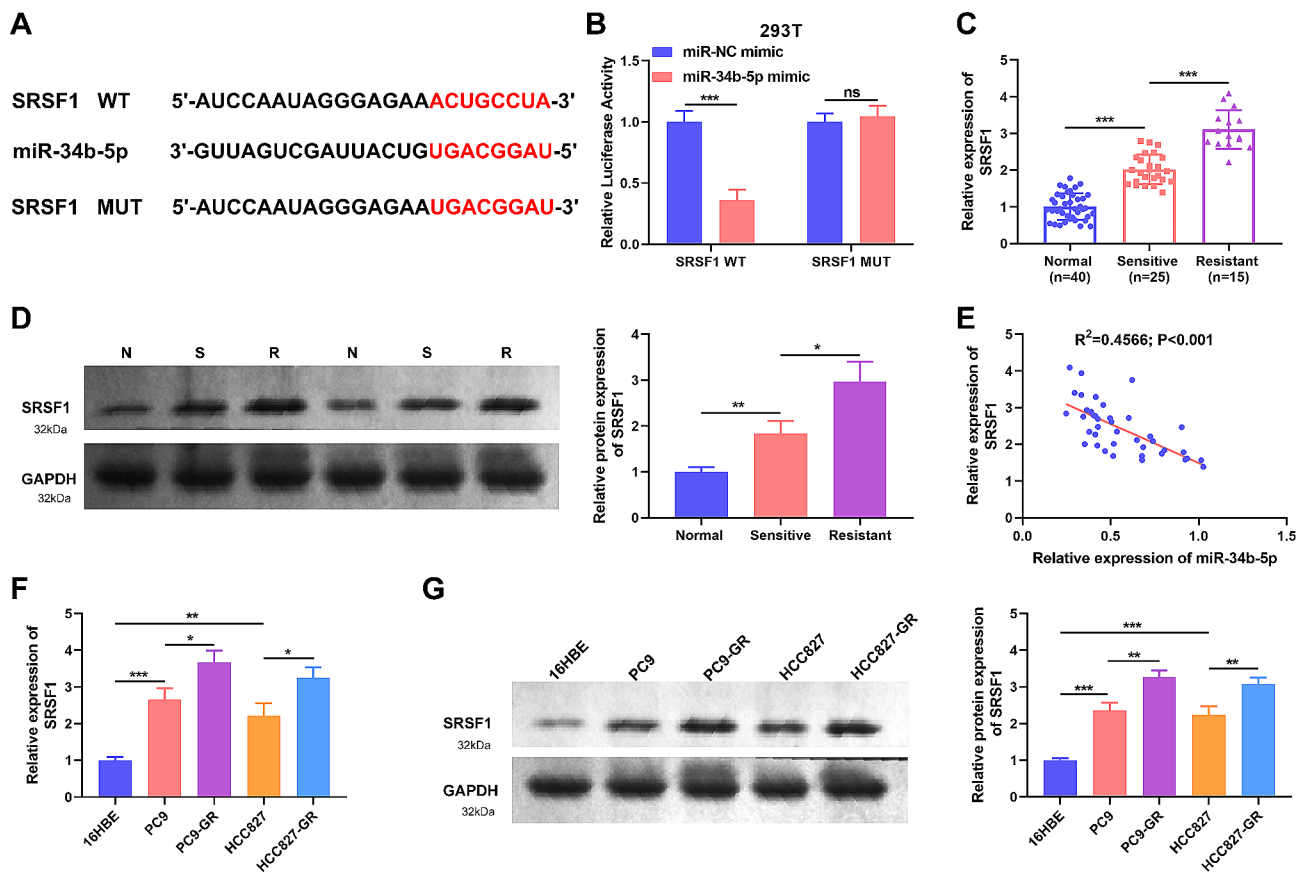 A
SRSF1 WT 5'-AUCCAAUAGGGAGAAACUGCCUA-3'
miR-34b-5p 3'-GUUAGUCGAUUACUGUGACGGAU-5'
SRSF1 MUT 5'-AUCCAAUAGGGAGAAUGACGGAU-3'
B
293T
miR-NC mimic
miR-34b-5p mimic
Relative Luciferase Activity
1.5
1.0
0.5
0.0
***
ns
SRSF1 WT
SRSF1 MUT
C
Relative expression of
SRSF1
5
4
3
2
1
0
***
***
Normal
(n=40)
Sensitive
(n=25)
Resistant
(n=15)
D
N S R N S R
SRSF1
32kDa
GAPDH
32kDa
Relative protein expression
of SRSF1
4
3
2
1
0
**
*
Normal Sensitive Resistant
E
R2=0.4566; P<0.001
Relative expression of
SRSF1
5
4
3
2
1
0
0.0 0.5 1.0 1.5
Relative expression of miR-34b-5p
F
Relative expression of
SRSF1
5
4
3
2
1
0
**
*
***
*
16HBE
PC9
PC9-GR
HCC827
HCC827-GR
G
16HBE
PC9
PC9-GR
HCC827
HCC827-GR
SRSF1
32kDa
GAPDH
32kDa
Relative protein expression
of SRSF1
5
4
3
2
1
0
***
**
**
***
16HBE
PC9
PC9-GR
HCC827
HCC827-GR